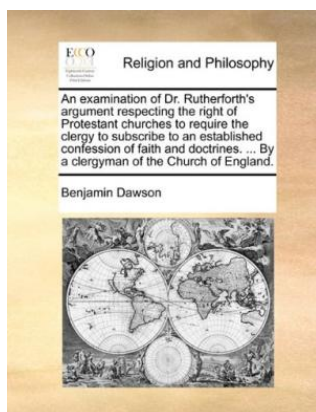 ECCO
Religion and Philosophy
An examination of Dr. Rutherforth's
argument respecting the right of
Protestant churches to require the
clergy to subscribe to an established
confession of faith and doctrines. ... By
a clergyman of the Church of England.
Benjamin Dawson